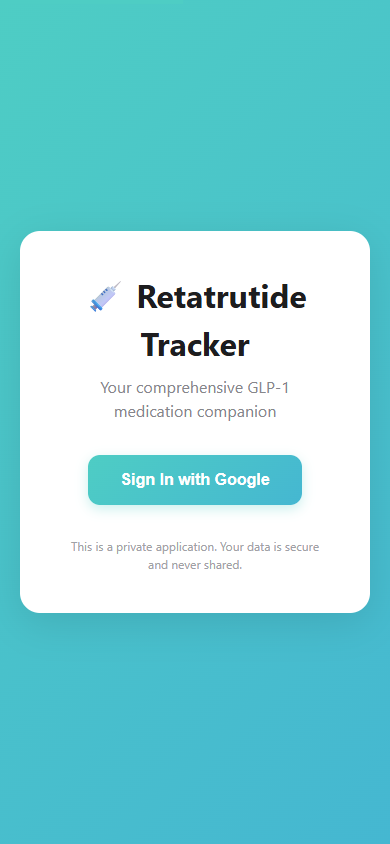 Retatrutide
Tracker
Your comprehensive GLP-1
medication companion
Sign In with Google
This is a private application. Your data is secure
and never shared.